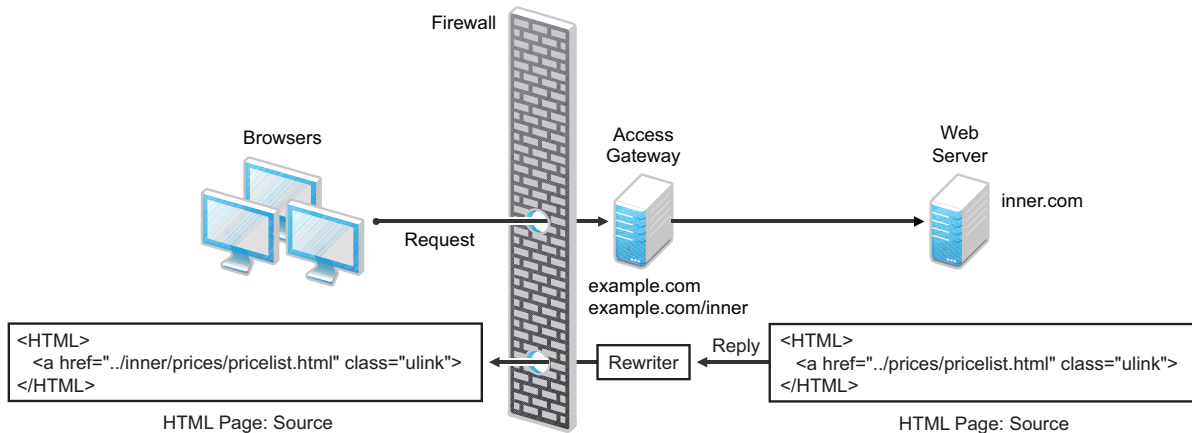 Firewall
Browsers
Access
Gateway
Web
Server
inner.com
Request
example.com
example.com/inner
<HTML>
<a href="../inner/prices/pricelist.html" class="ulink">
</HTML>
HTML Page: Source
Rewriter
Reply
<HTML>
<a href="../prices/pricelist.html" class="ulink">
</HTML>
HTML Page: Source